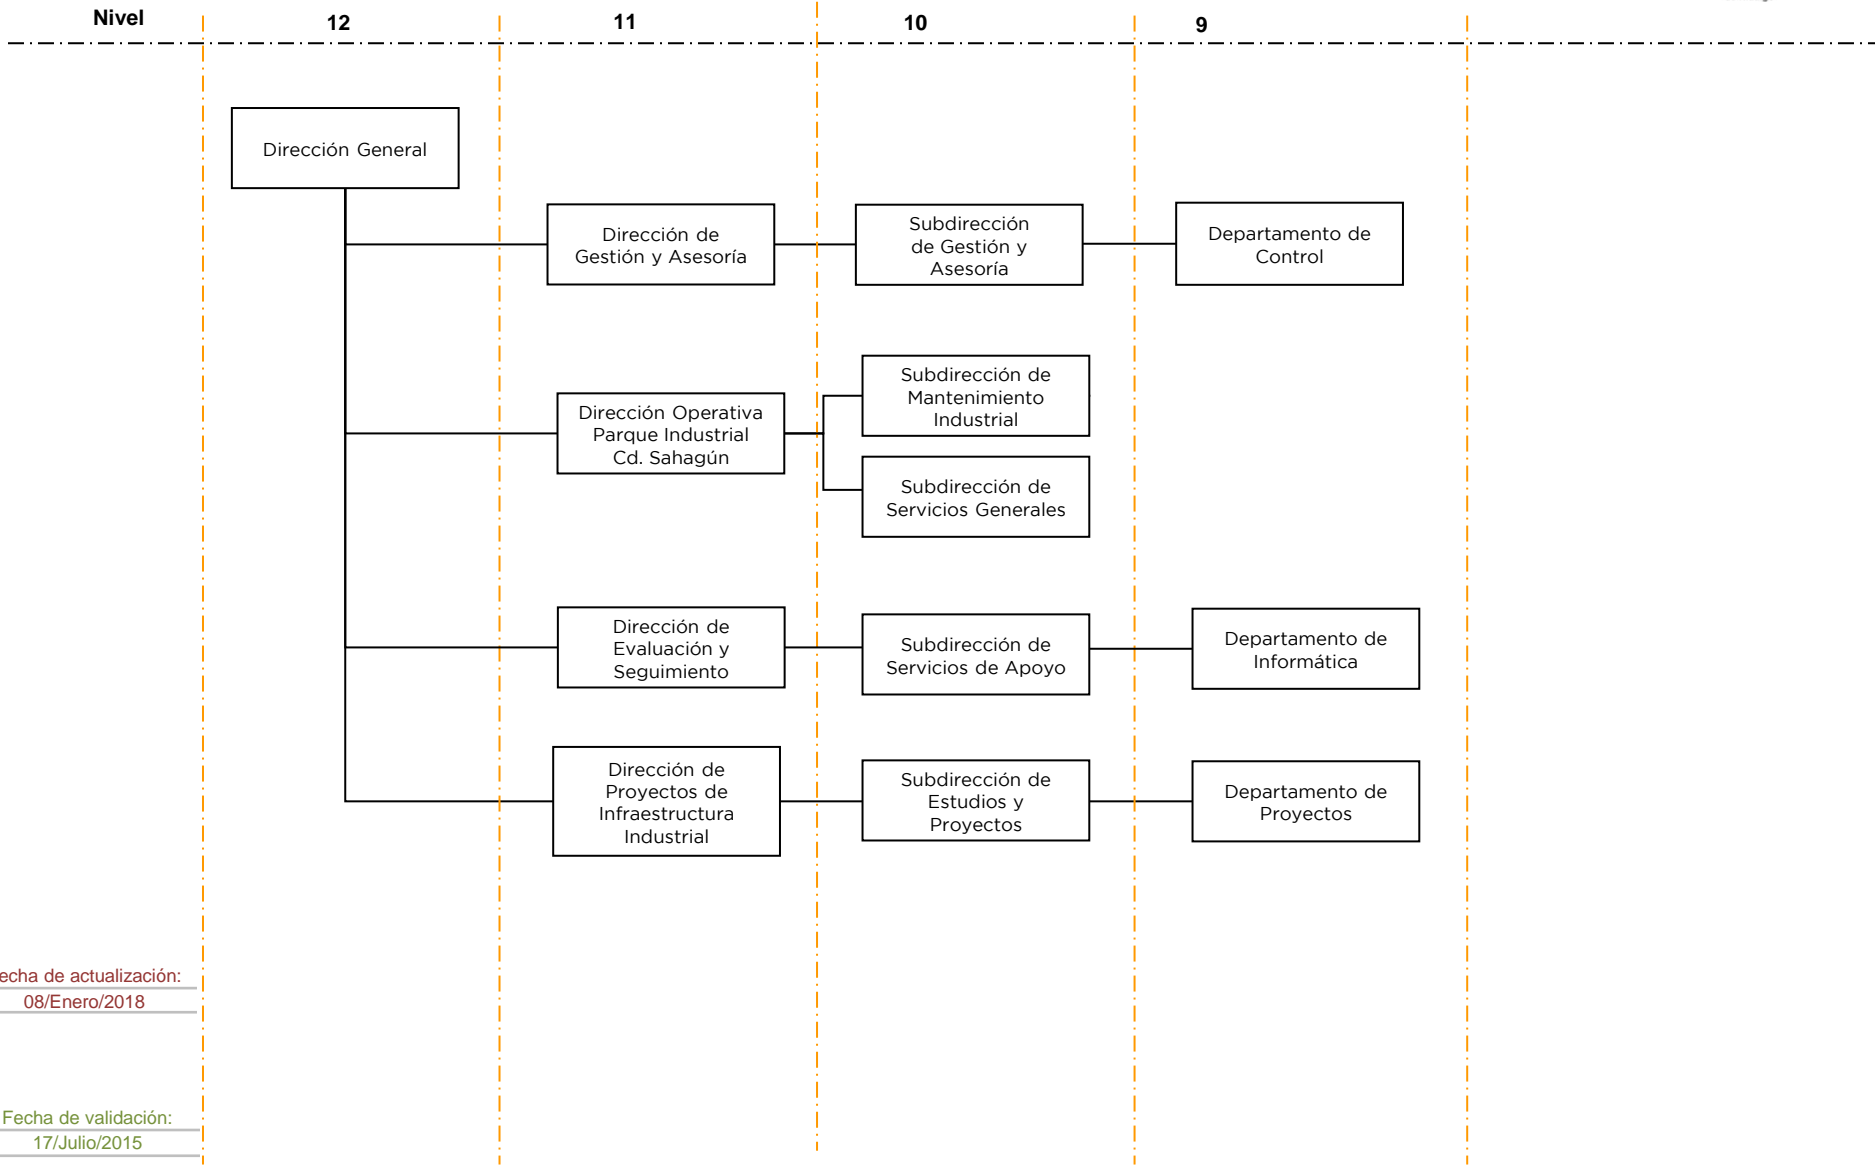 Nivel 12 11 10 9
Dirección General
Dirección de
Gestión y Asesoría
Subdirección
de Gestión y
Asesoría
Departamento de
Control
Dirección Operativa
Parque Industrial
Cd. Sahagún
Subdirección de
Mantenimiento
Industrial
Subdirección de
Servicios Generales
Dirección de
Evaluación y
Seguimiento
Subdirección de
Servicios de Apoyo
Departamento de
Informática
Dirección de
Proyectos de
Infraestructura
Industrial
Subdirección de
Estudios y
Proyectos
Departamento de
Proyectos
echa de actualización:
08/Enero/2018
Fecha de validación:
17/Julio/2015